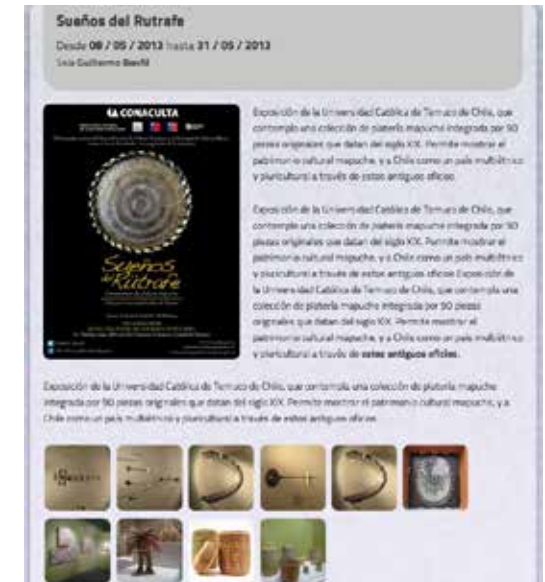 Sueños del Rutrafe
Desde 08 / 05 / 2013 hasta 31 / 05 / 2013
Sala Guillermo Bonfil
CONACULTA
Sueños
del Rütrafe
Exposición de la Universidad Católica de Temuco de Chile, que
contempla una colección de platería mapuche integrada por 90
piezas originales que datan del siglo XIX. Permite mostrar el
patrimonio cultural mapuche, y a Chile como un país multiétnico
y pluricultural a través de estos antiguos oficios
Exposición de la Universidad Católica de Temuco de Chile, que
contempla una colección de platería mapuche integrada por 90
piezas originales que datan del siglo XIX. Permite mostrar el
patrimonio cultural mapuche, y a Chile como un país multiétnico
y pluricultural a través de estos antiguos oficios Exposición de
la Universidad Católica de Temuco de Chile, que contempla una
colección de platería mapuche integrada por 90 piezas
originales que datan del siglo XIX. Permite mostrar el
patrimonio cultural mapuche, y a Chile como un país multiétnico
y pluricultural a través de estos antiguos oficios.
Exposición de la Universidad Católica de Temuco de Chile, que contempla una colección de platería mapuche
integrada por 90 piezas originales que datan del siglo XIX. Permite mostrar el patrimonio cultural mapuche, y a
Chile como un país multiétnico y pluricultural a través de estos antiguos oficios